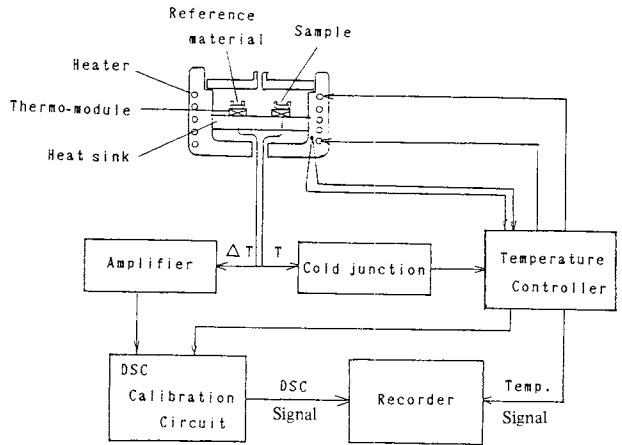 Reference
material
Sample
Heater
Thermo-module
Heat sink
ΔT
T
Amplifier
Cold junction
Temperature
Controller
DSC
Calibration
Circuit
DSC
Signal
Recorder
Temp.
Signal